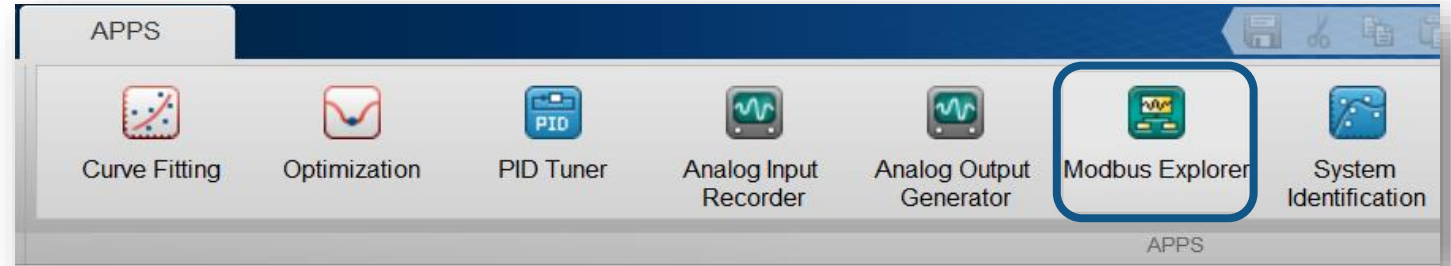 APPS
Curve Fitting
Optimization
PID
PID Tuner
Analog Input
Recorder
Analog Output
Generator
Modbus Explorer
System
Identification
APPS